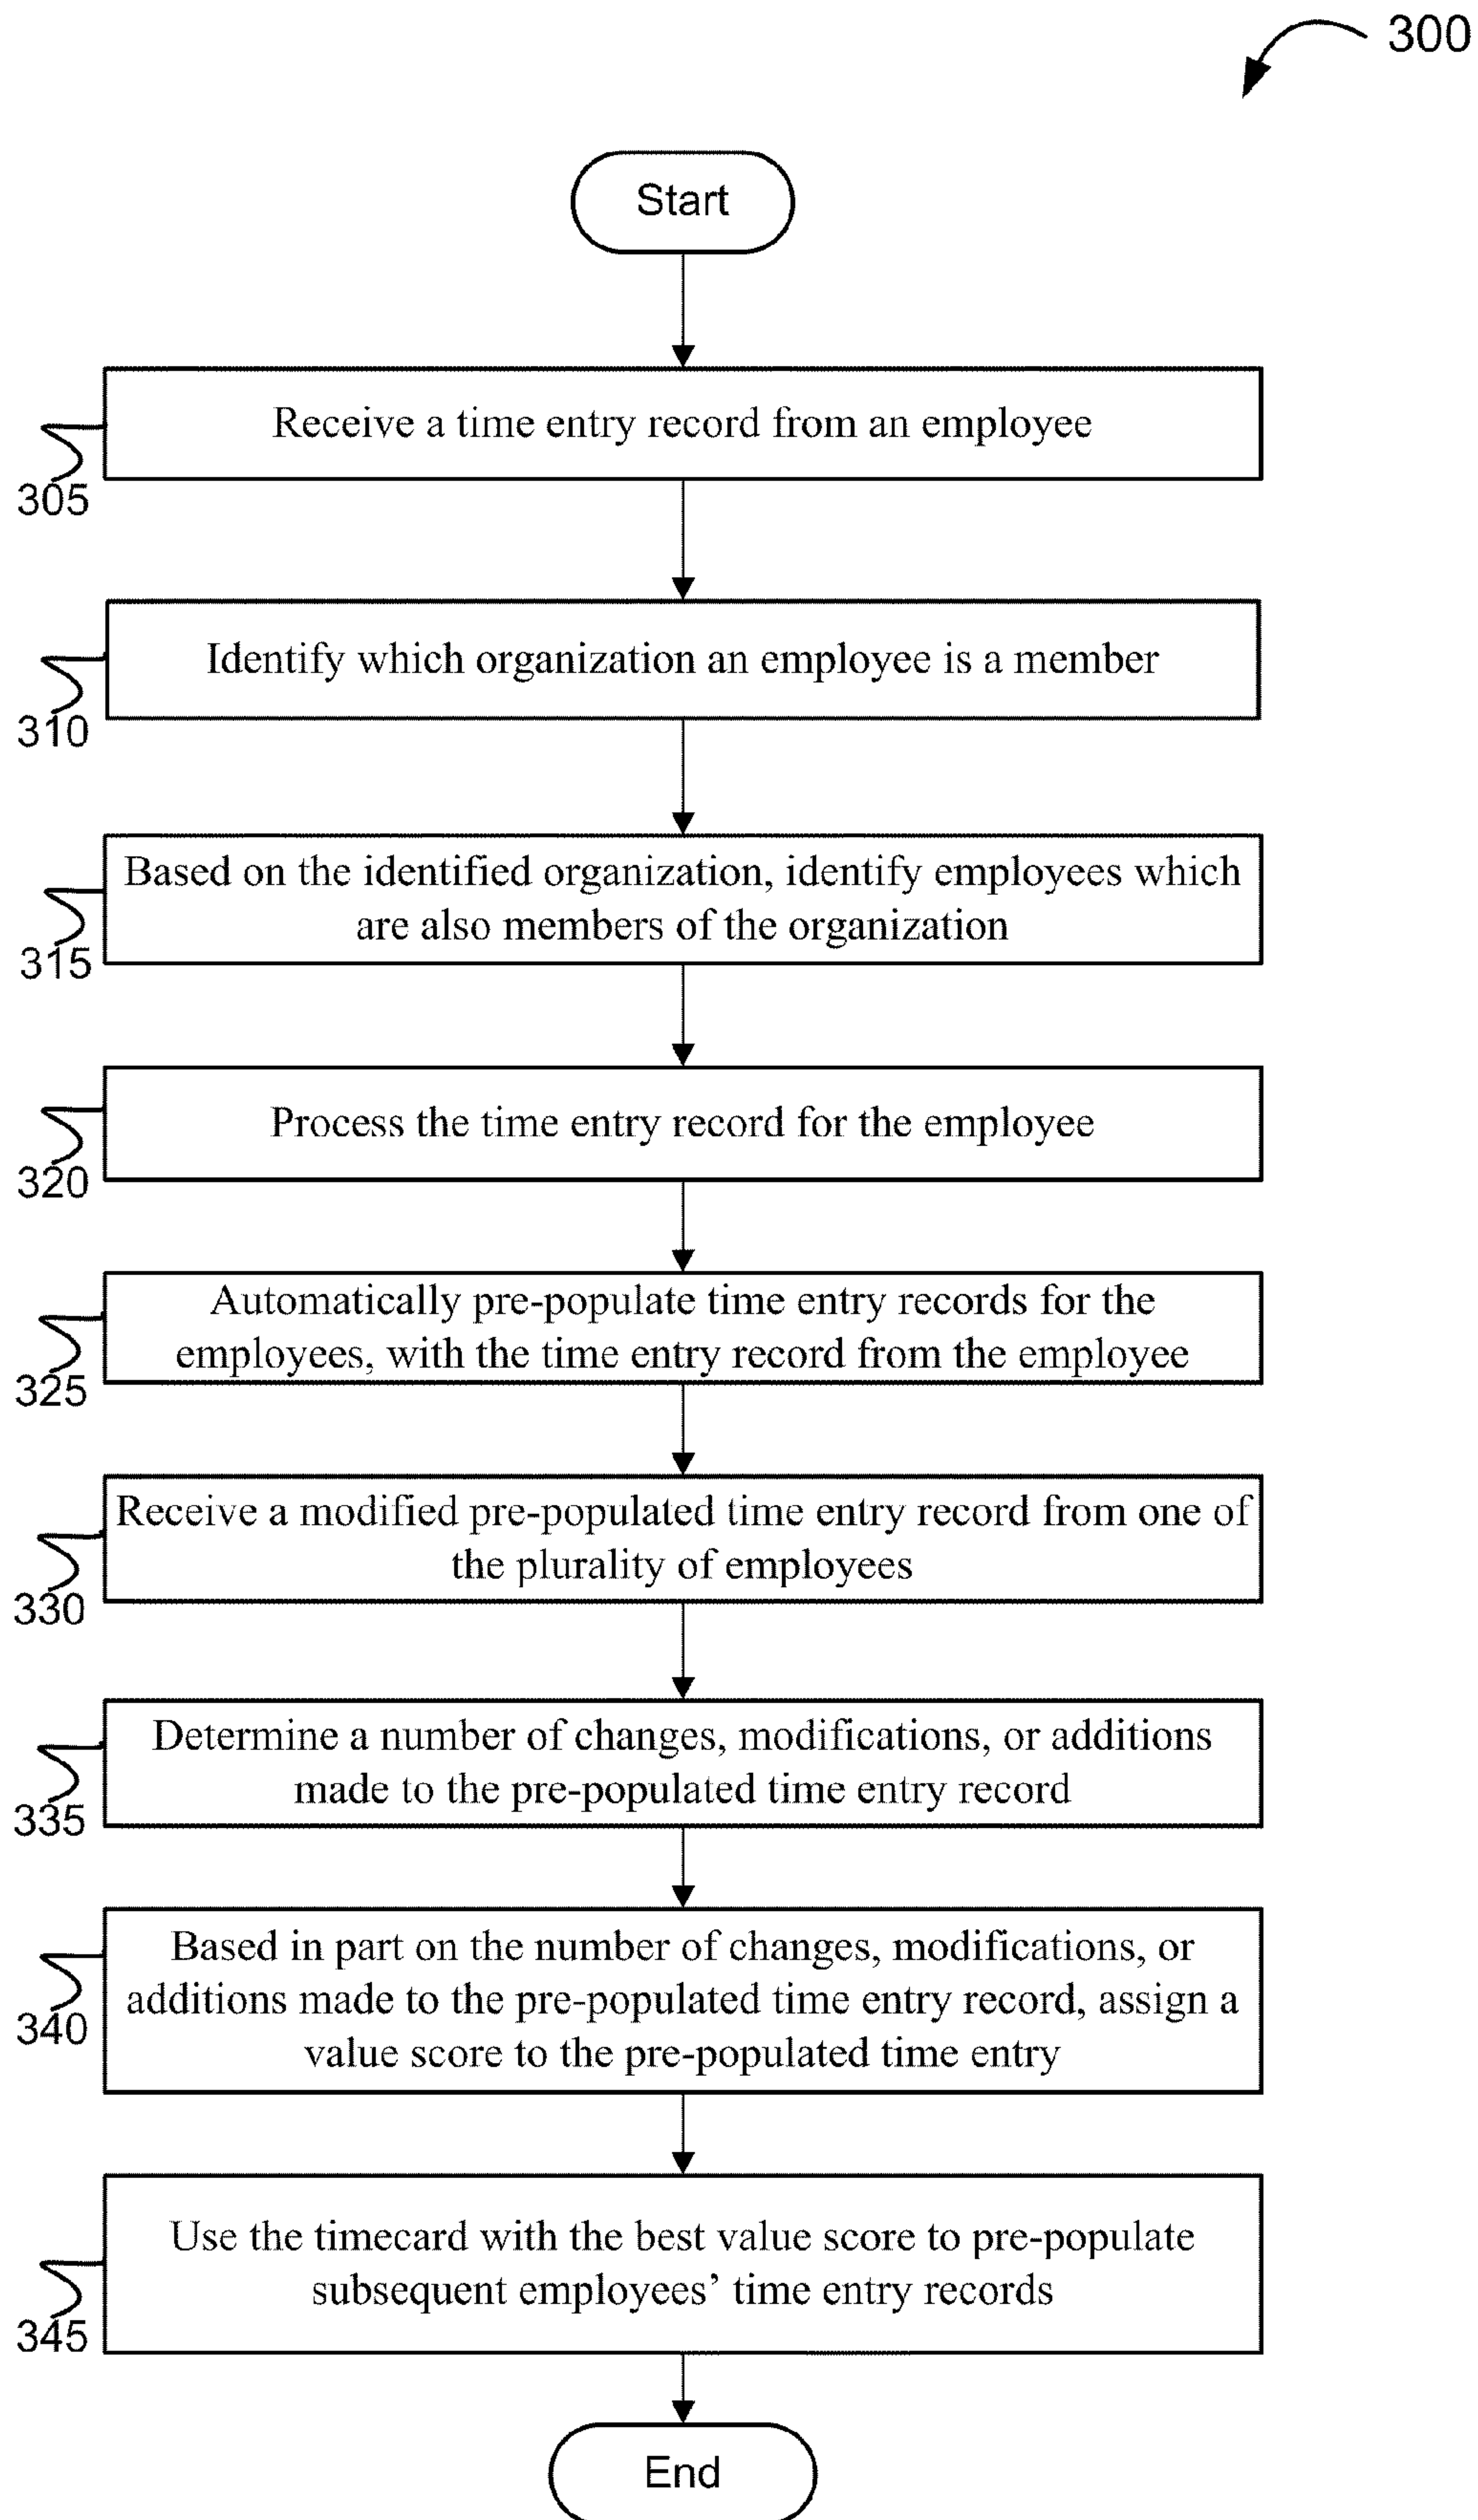 300
Start
Receive a time entry record from an employee
305
Identify which organization an employee is a member
310
Based on the identified organization, identify employees which
are also members of the organization
315
Process the time entry record for the employee
320
Automatically pre-populate time entry records for the
employees, with the time entry record from the employee
325
Receive a modified pre-populated time entry record from one of
the plurality of employees
330
Determine a number of changes, modifications, or additions
made to the pre-populated time entry record
335
Based in part on the number of changes, modifications, or
additions made to the pre-populated time entry record, assign a
value score to the pre-populated time entry
340
Use the timecard with the best value score to pre-populate
subsequent employees’ time entry records
345
End